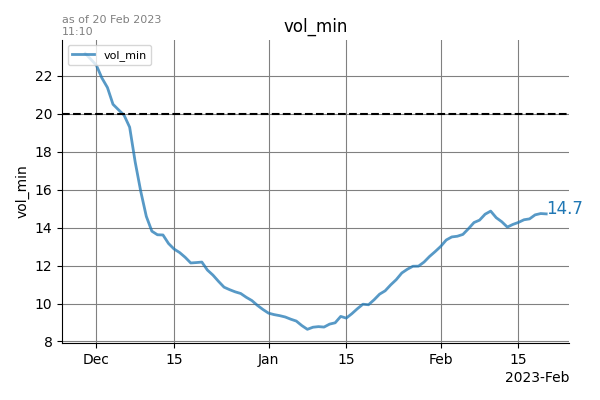 as of 20 Feb 2023
11:10
vol_min
vol_min
22
20
18
16
14
12
10
8
vol_min
14.7
Dec 15 Jan 15 Feb 15
2023-Feb